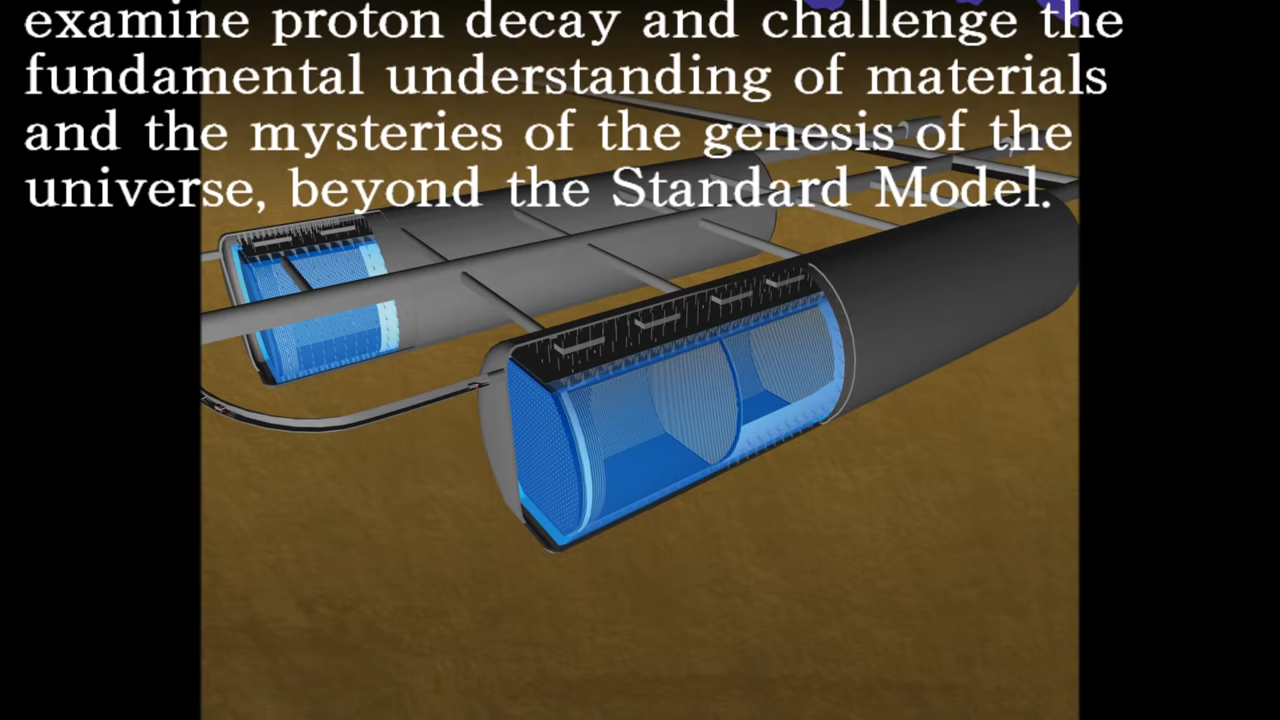 examine proton decay and challenge the
fundamental understanding of materials
and the mysteries of the genesis of the
universe, beyond the Standard Model.